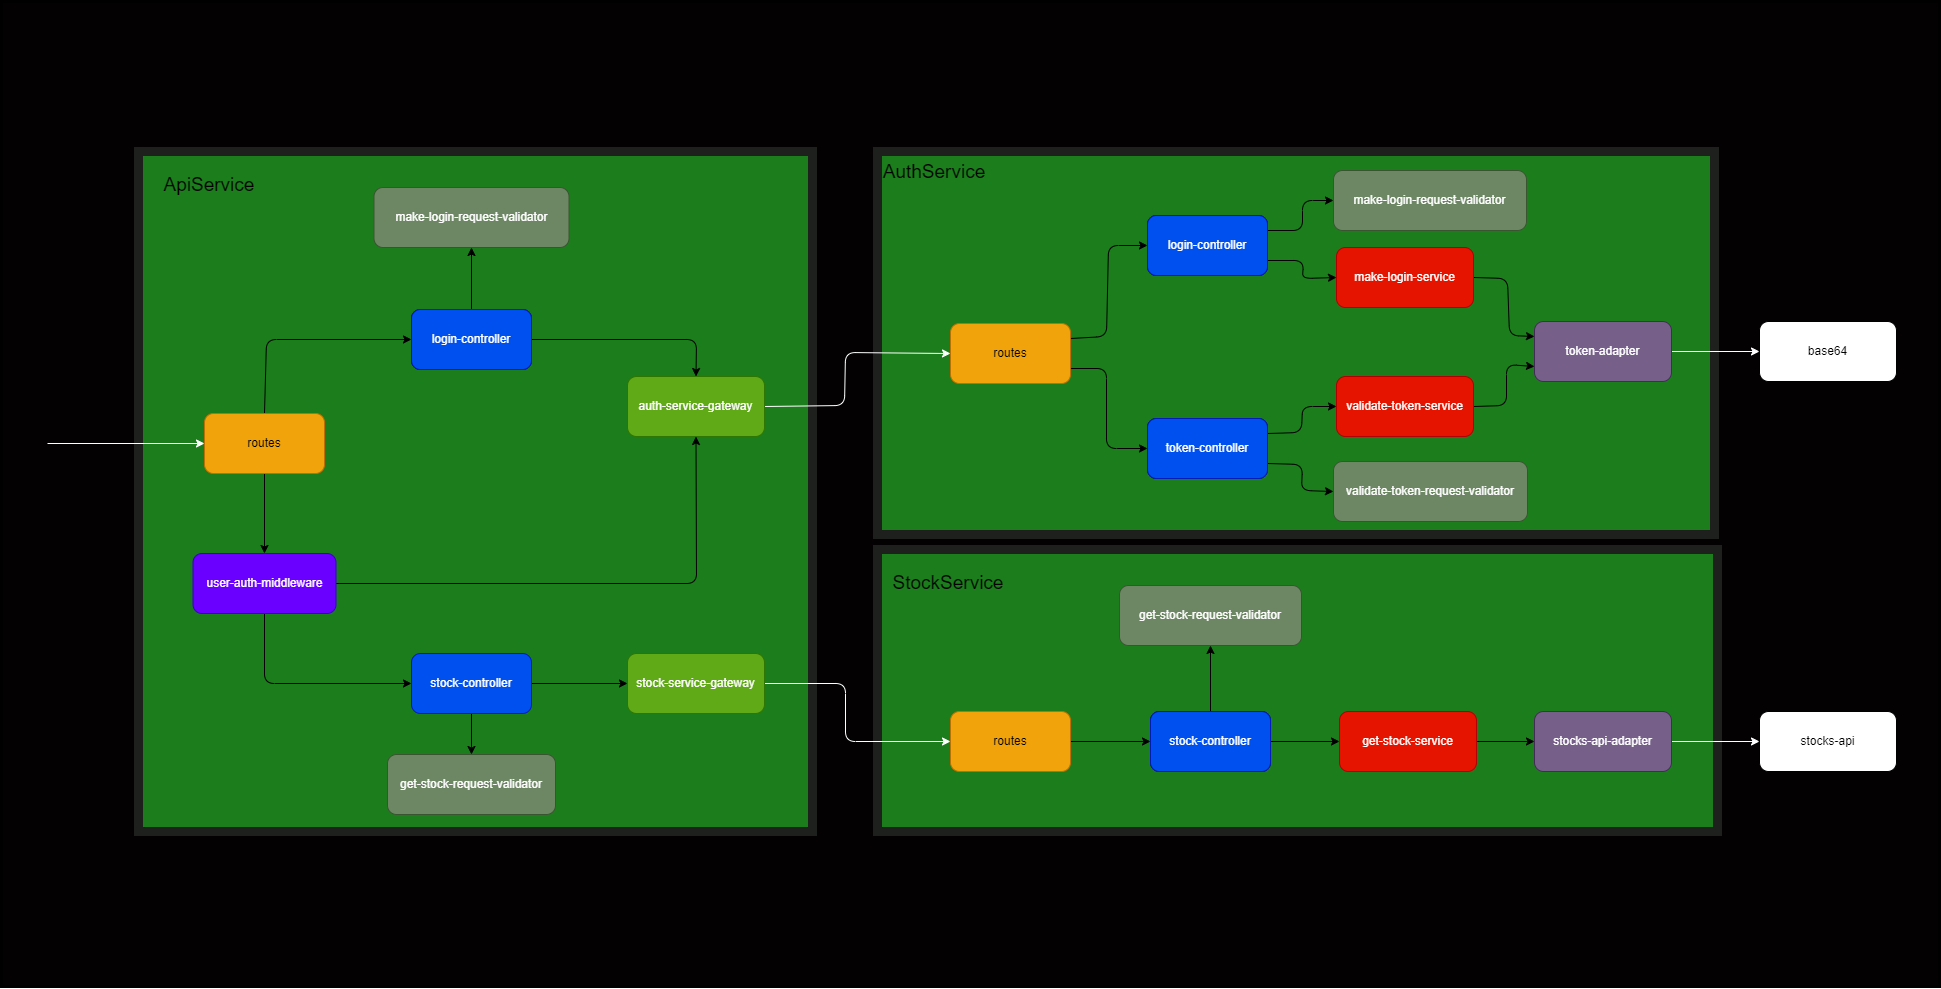 ApiService
make-login-request-validator
login-controller
auth-service-gateway
routes
user-auth-middleware
stock-controller
stock-service-gateway
get-stock-request-validator
AuthService
make-login-request-validator
login-controller
make-login-service
routes
token-adapter
base64
validate-token-service
token-controller
validate-token-request-validator
StockService
get-stock-request-validator
routes
stock-controller
get-stock-service
stocks-api-adapter
stocks-api